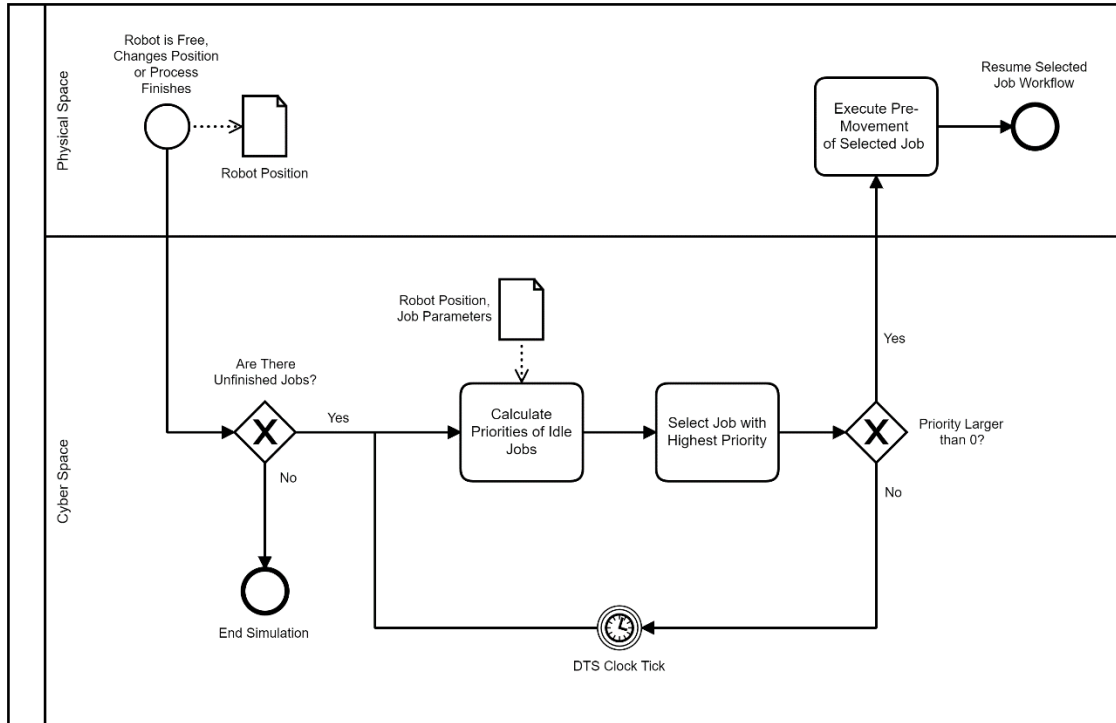 Physical Space
Robot is Free,
Changes Position
or Process
Finishes
Robot Position
Execute Pre-
Movement
of Selected Job
Resume Selected
Job Workflow
Cyber Space
Are There
Unfinished Jobs?
Yes
No
End Simulation
Robot Position,
Job Parameters
Calculate
Priorities of Idle
Jobs
Select Job with
Highest Priority
Priority Larger
than 0?
Yes
No
DTS Clock Tick